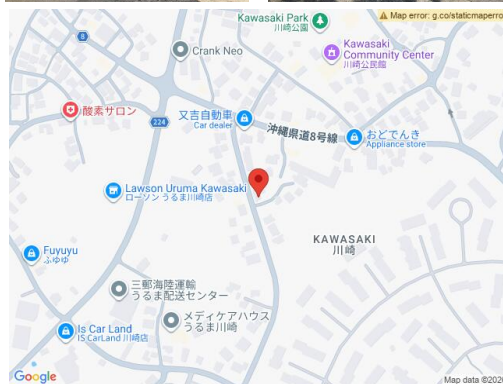 Kawasaki Park
川崎公園
Map error: g.co/staticmaperro
8
Crank Neo
Kawasaki
Community Center
川崎公民館
酸素サロン
224
又吉自動車
Car dealer
沖縄県道8号線
おどでんき
Appliance store
Lawson Uruma Kawasaki
ローソン うるま川崎店
KAWASAKI
川崎
Fuyuyu
ふゆゆ
三郵海陸運輸
うるま配送センター
メディケアハウス
うるま川崎
Is Car Land
IS CarLand 川崎店
Google
Map data ©202